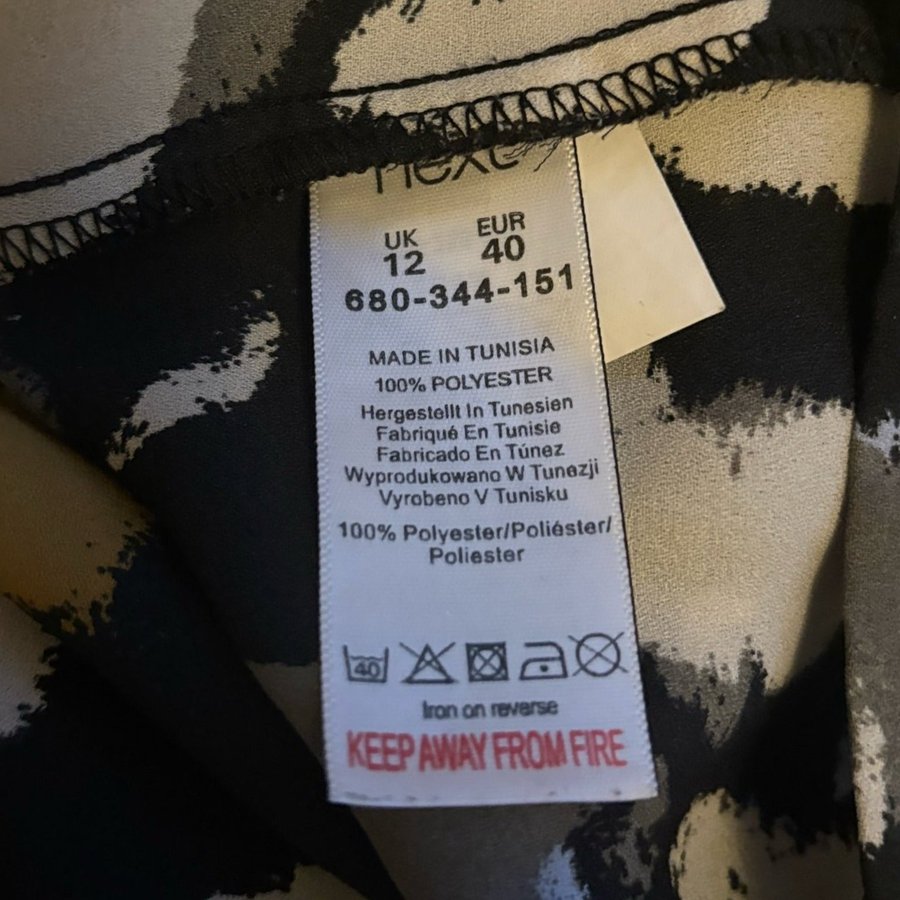 next
UK EUR
12 40
680-344-151
MADE IN TUNISIA
100% POLYESTER
Hergestellt In Tunesien
Fabriqué En Tunisie
Fabricado En Túnez
Wyprodukowano W Tunezji
Vyrobeno V Tunisku
100% Polyester/Poliéster/
Poliester
40
Iron on reverse
KEEP AWAY FROM FIRE